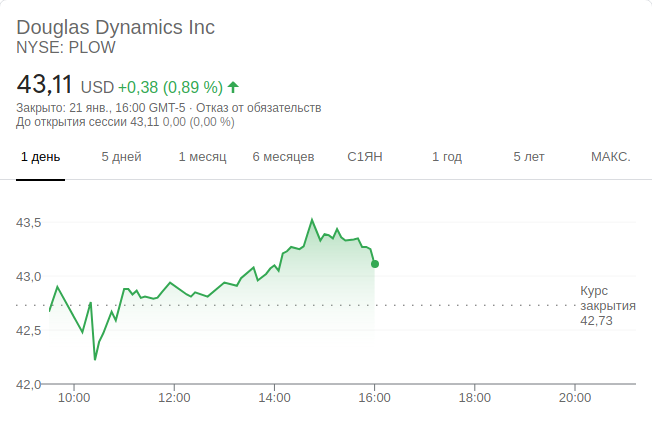 Douglas Dynamics Inc
NYSE: PLOW
43,11 USD +0,38 (0,89 %)
Закрыто: 21 янв., 16:00 GMT-5 · Отказ от обязательств
До открытия сессии 43,11 0,00 (0,00 %)
1 день 5 дней 1 месяц 6 месяцев С1ЯН 1 год 5 лет МАКС.
43,5
43,0
Курс
закрытия
42,73
42,5
42,0
10:00 12:00 14:00 16:00 18:00 20:00